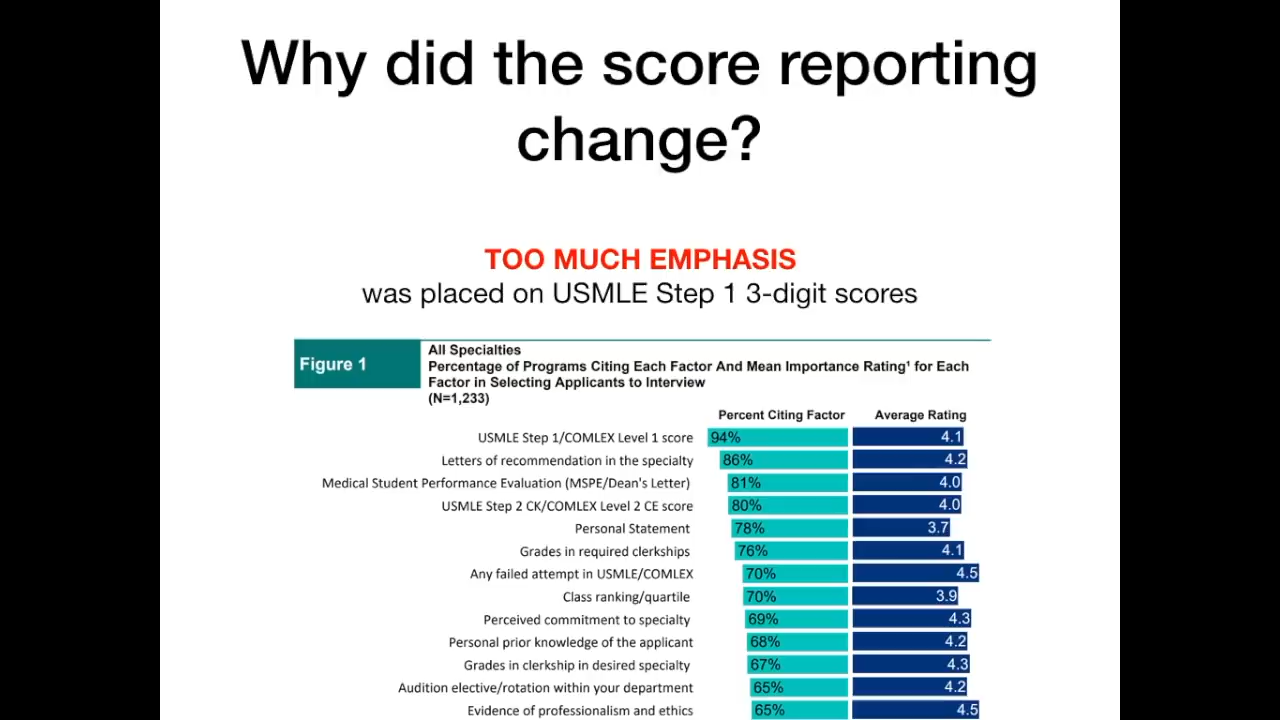 Why did the score reporting
change?
TOO MUCH EMPHASIS
was placed on USMLE Step 1 3-digit scores
Figure 1
All Specialties
Percentage of Programs Citing Each Factor And Mean Importance Rating¹ for Each
Factor in Selecting Applicants to Interview
(N=1,233)
Percent Citing Factor Average Rating
USMLE Step 1/COMLEX Level 1 score 94% 4.1
Letters of recommendation in the specialty 86% 4.2
Medical Student Performance Evaluation (MSPE/Dean's Letter) 81% 4.0
USMLE Step 2 CK/COMLEX Level 2 CE score 80% 4.0
Personal Statement 78% 3.7
Grades in required clerkships 76% 4.1
Any failed attempt in USMLE/COMLEX 70% 4.5
Class ranking/quartile 70% 3.9
Perceived commitment to specialty 69% 4.3
Personal prior knowledge of the applicant 68% 4.2
Grades in clerkship in desired specialty 67% 4.3
Audition elective/rotation within your department 65% 4.2
Evidence of professionalism and ethics 65% 4.5